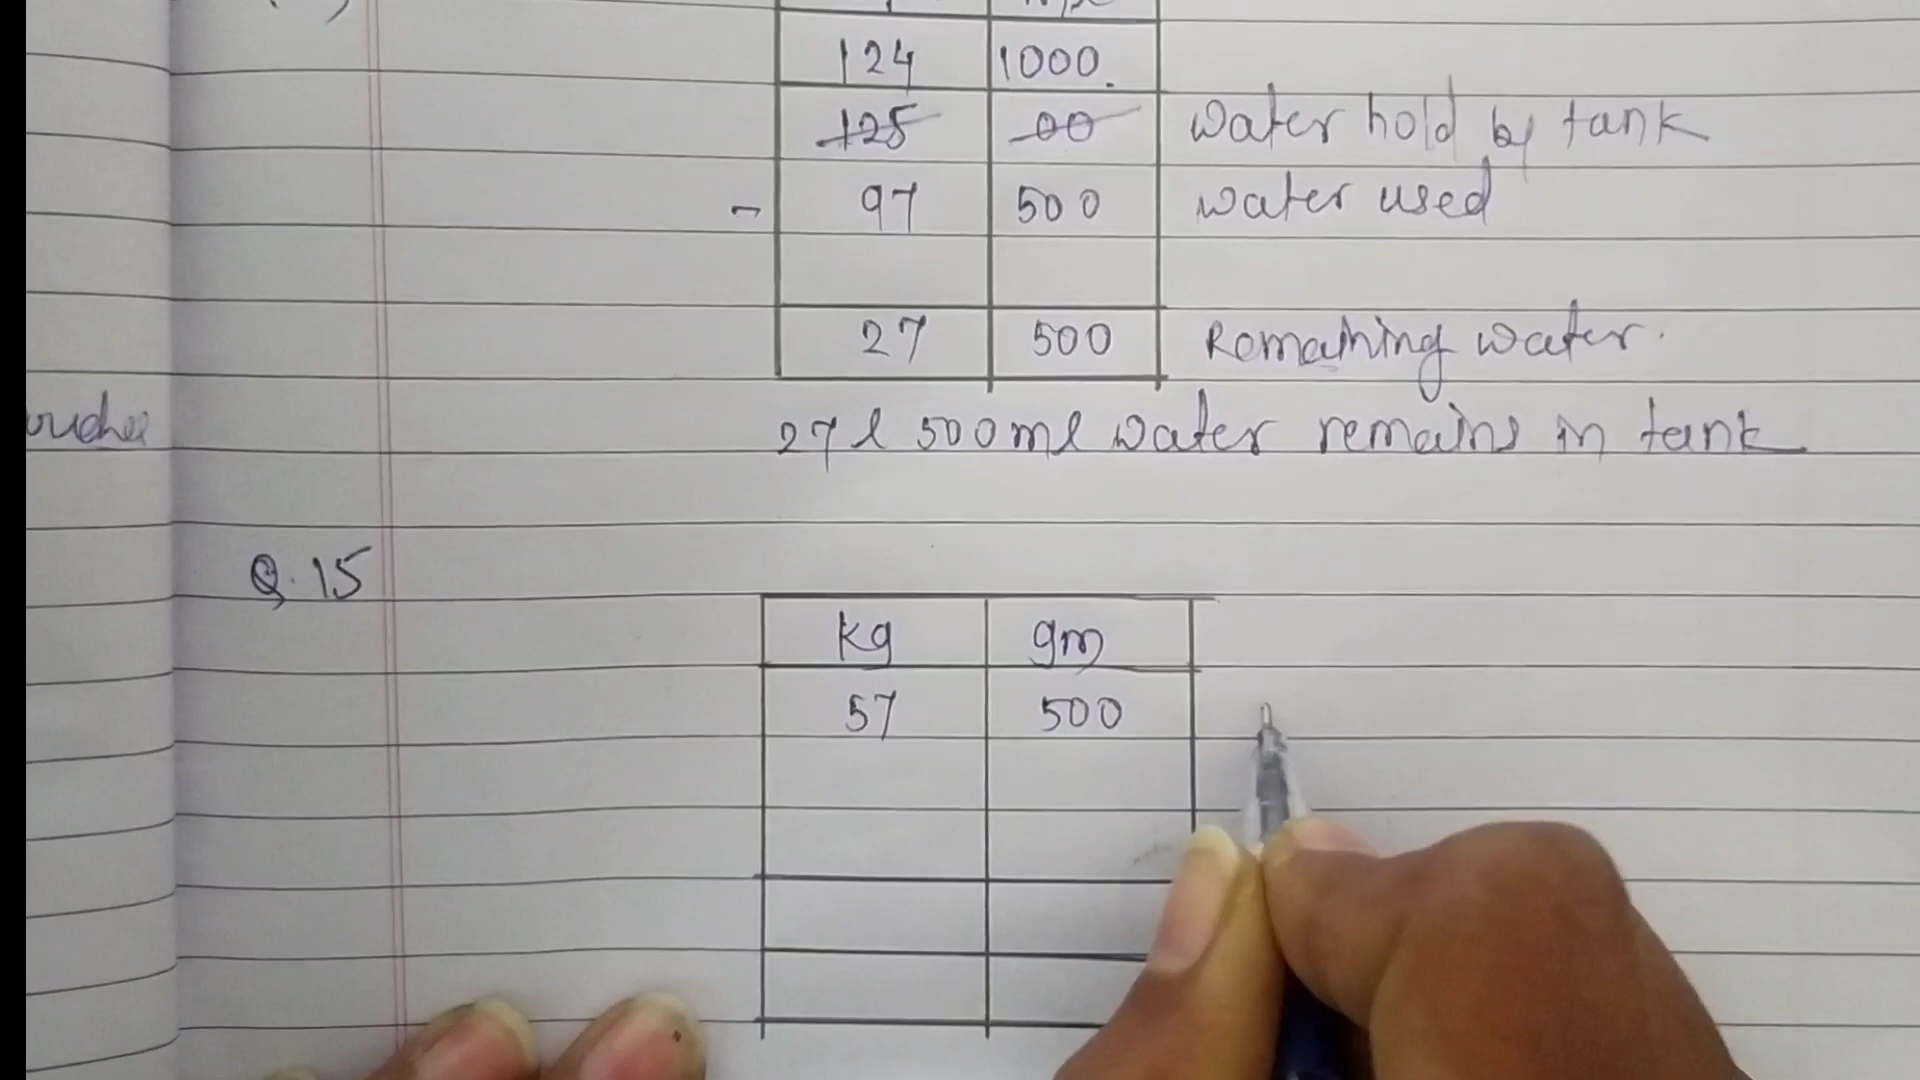 124 1000.
125 00 Water hold by tank
- 97 500 water used
27 500 Remaining water.
27 l 500 ml water remains in tank
Q. 15
kg gm
57 500